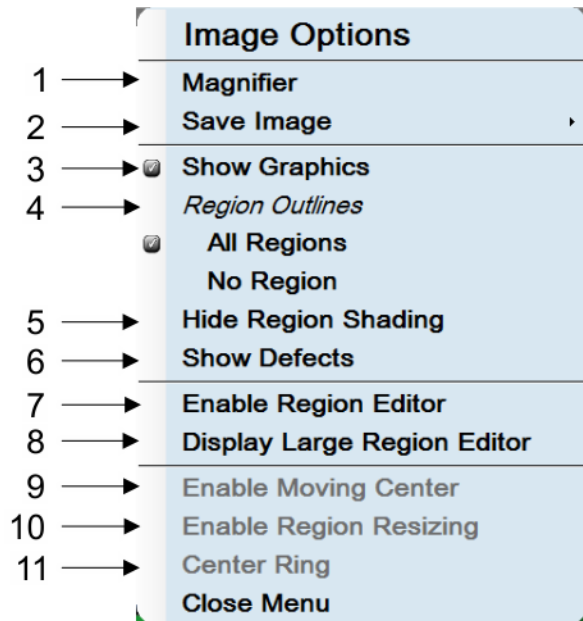 Image Options
1 Magnifier
2 Save Image
3 Show Graphics
4 Region Outlines
All Regions
No Region
5 Hide Region Shading
6 Show Defects
7 Enable Region Editor
8 Display Large Region Editor
9 Enable Moving Center
10 Enable Region Resizing
11 Center Ring
Close Menu